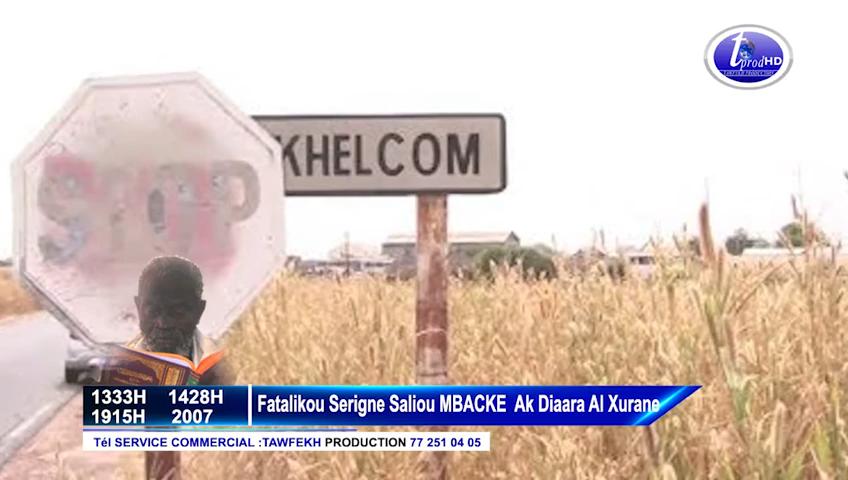 tprodHD
STOP
KHELCOM
1333H 1428H
1915H 2007
Fatalikou Serigne Saliou MBACKE Ak Diaara Al Xurane
Tél SERVICE COMMERCIAL :TAWFEKH PRODUCTION 77 251 04 05